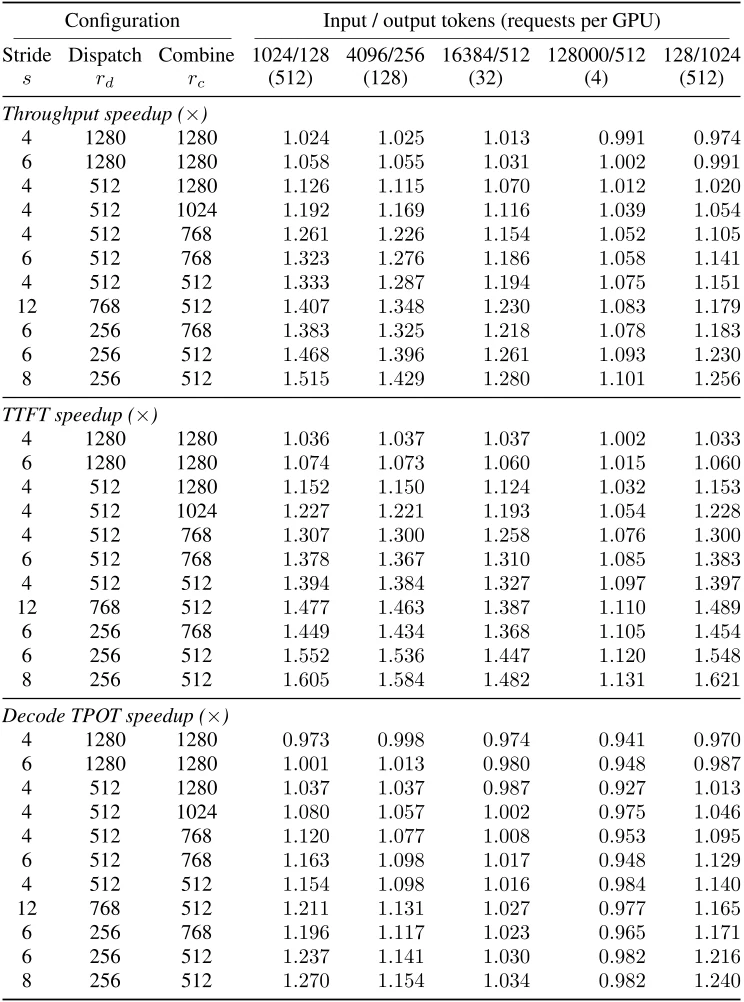 Configuration Input / output tokens (requests per GPU)
Stride Dispatch Combine 1024/128 4096/256 16384/512 128000/512 128/1024
s r_d r_c (512) (128) (32) (4) (512)
Throughput speedup (×)
4 1280 1280 1.024 1.025 1.013 0.991 0.974
6 1280 1280 1.058 1.055 1.031 1.002 0.991
4 512 1280 1.126 1.115 1.070 1.012 1.020
4 512 1024 1.192 1.169 1.116 1.039 1.054
4 512 768 1.261 1.226 1.154 1.052 1.105
6 512 768 1.323 1.276 1.186 1.058 1.141
4 512 512 1.333 1.287 1.194 1.075 1.151
12 768 512 1.407 1.348 1.230 1.083 1.179
6 256 768 1.383 1.325 1.218 1.078 1.183
6 256 512 1.468 1.396 1.261 1.093 1.230
8 256 512 1.515 1.429 1.280 1.101 1.256
TTFT speedup (×)
4 1280 1280 1.036 1.037 1.037 1.002 1.033
6 1280 1280 1.074 1.073 1.060 1.015 1.060
4 512 1280 1.152 1.150 1.124 1.032 1.153
4 512 1024 1.227 1.221 1.193 1.054 1.228
4 512 768 1.307 1.300 1.258 1.076 1.300
6 512 768 1.378 1.367 1.310 1.085 1.383
4 512 512 1.394 1.384 1.327 1.097 1.397
12 768 512 1.477 1.463 1.387 1.110 1.489
6 256 768 1.449 1.434 1.368 1.105 1.454
6 256 512 1.552 1.536 1.447 1.120 1.548
8 256 512 1.605 1.584 1.482 1.131 1.621
Decode TPOT speedup (×)
4 1280 1280 0.973 0.998 0.974 0.941 0.970
6 1280 1280 1.001 1.013 0.980 0.948 0.987
4 512 1280 1.037 1.037 0.987 0.927 1.013
4 512 1024 1.080 1.057 1.002 0.975 1.046
4 512 768 1.120 1.077 1.008 0.953 1.095
6 512 768 1.163 1.098 1.017 0.948 1.129
4 512 512 1.154 1.098 1.016 0.984 1.140
12 768 512 1.211 1.131 1.027 0.977 1.165
6 256 768 1.196 1.117 1.023 0.965 1.171
6 256 512 1.237 1.141 1.030 0.982 1.216
8 256 512 1.270 1.154 1.034 0.982 1.240